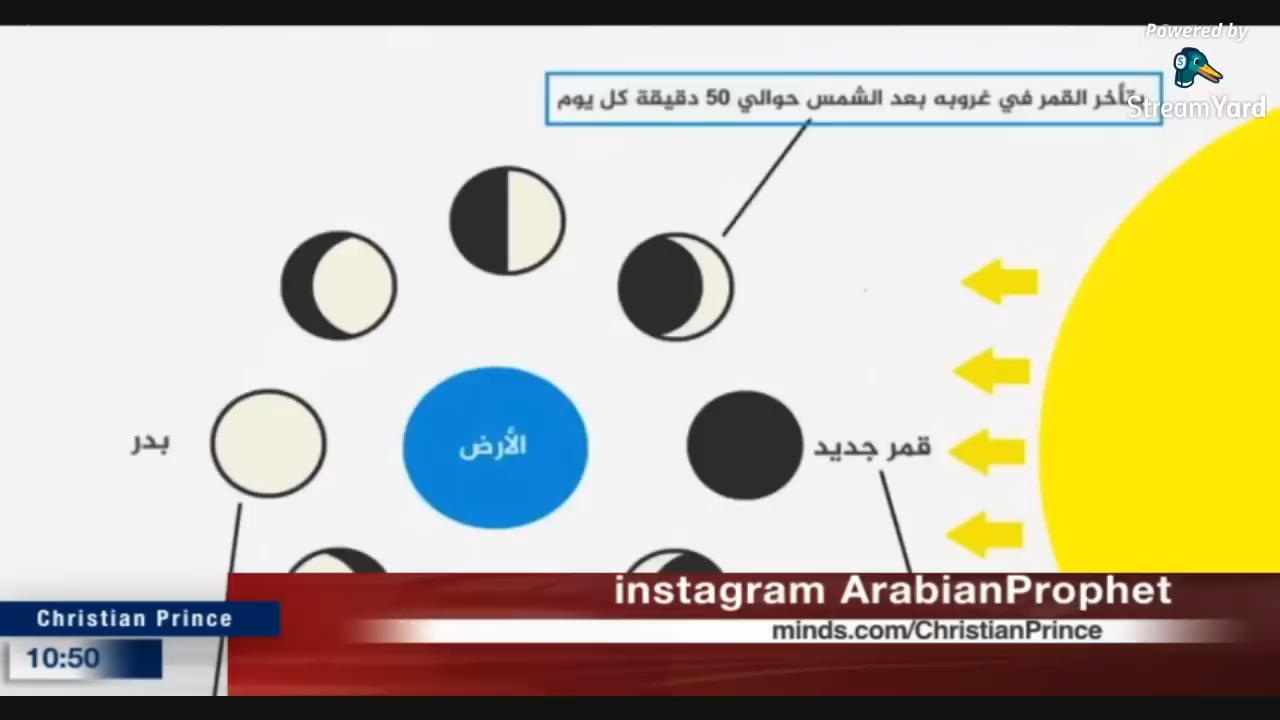 Powered by
StreamYard
يتأخر القمر في غروبه بعد الشمس حوالي 50 دقيقة كل يوم
بدر
الأرض
قمر جديد
instagram ArabianProphet
Christian Prince
minds.com/ChristianPrince
10:50